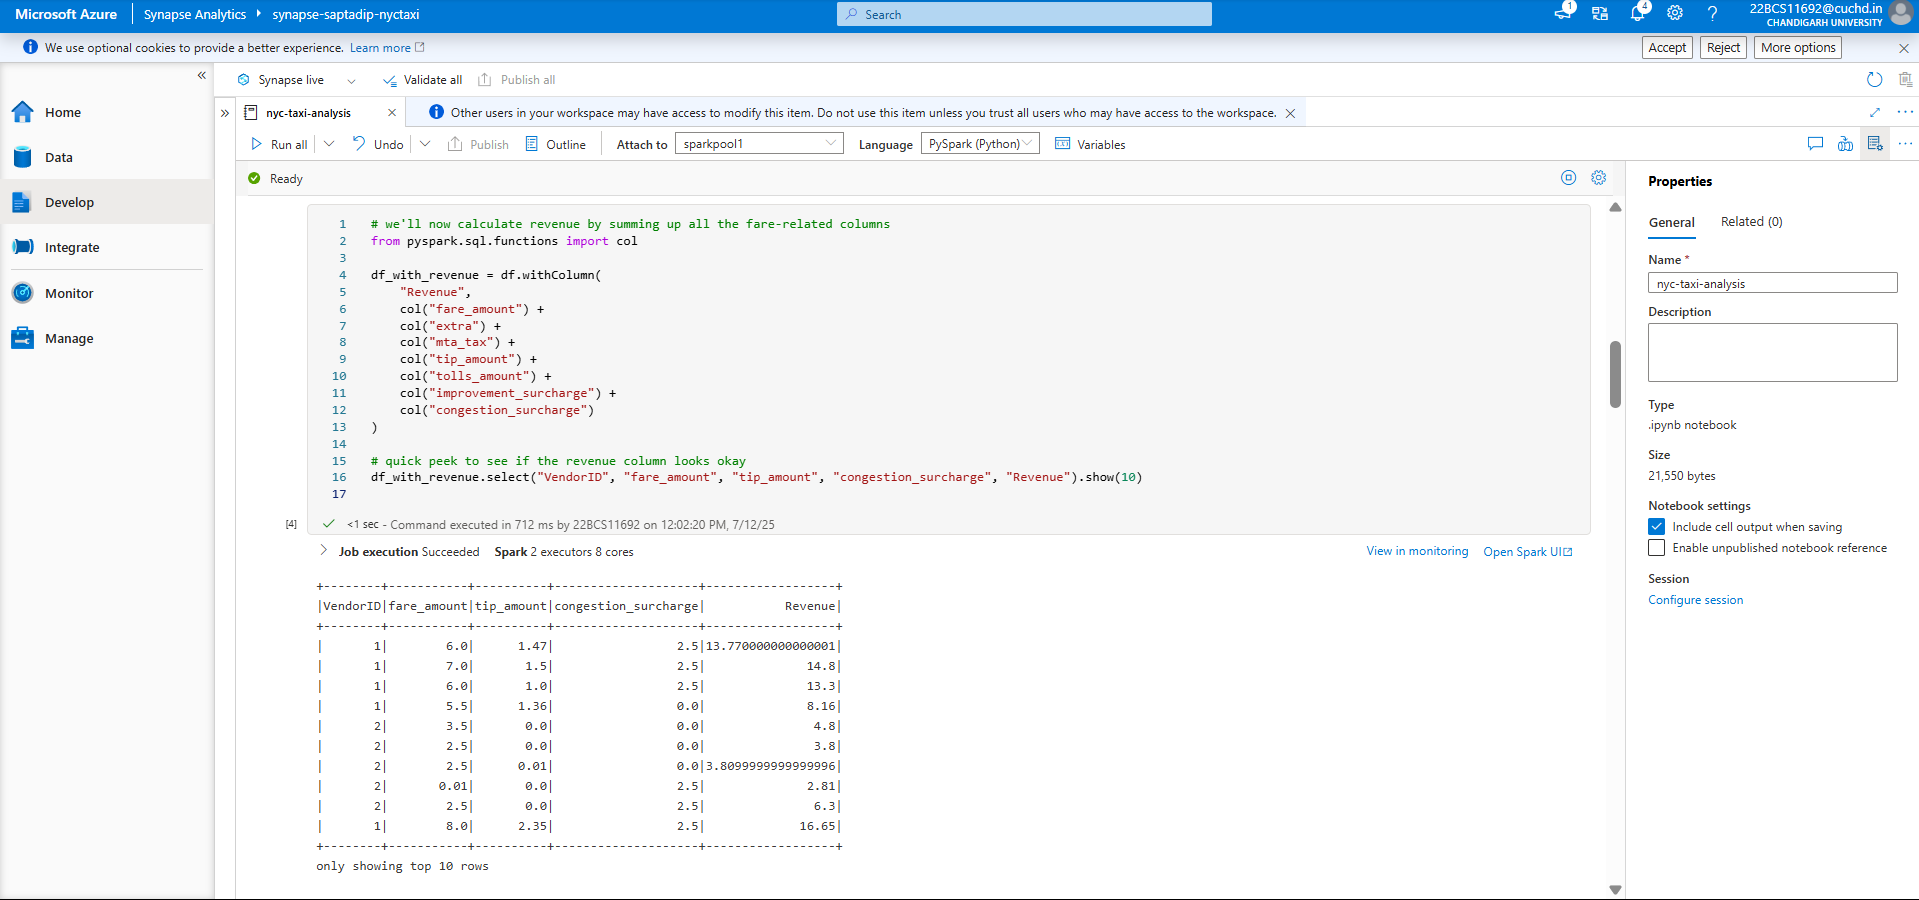 Microsoft Azure
Synapse Analytics
synapse-saptadip-nyctaxi
Search
1
4
22BCS11692@cuchd.in
CHANDIGARH UNIVERSITY
We use optional cookies to provide a better experience. Learn more
Accept
Reject
More options
Synapse live
Validate all
Publish all
Home
Data
Develop
Integrate
Monitor
Manage
nyc-taxi-analysis
Other users in your workspace may have access to modify this item. Do not use this item unless you trust all users who may have access to the workspace.
Run all
Undo
Publish
Outline
Attach to
sparkpool1
Language
PySpark (Python)
Variables
Ready
1 # we'll now calculate revenue by summing up all the fare-related columns
2 from pyspark.sql.functions import col
3
4 df_with_revenue = df.withColumn(
5 "Revenue",
6 col("fare_amount") +
7 col("extra") +
8 col("mta_tax") +
9 col("tip_amount") +
10 col("tolls_amount") +
11 col("improvement_surcharge") +
12 col("congestion_surcharge")
13 )
14
15 # quick peek to see if the revenue column looks okay
16 df_with_revenue.select("VendorID", "fare_amount", "tip_amount", "congestion_surcharge", "Revenue").show(10)
17
[4]
<1 sec - Command executed in 712 ms by 22BCS11692 on 12:02:20 PM, 7/12/25
Job execution Succeeded Spark 2 executors 8 cores
View in monitoring
Open Spark UI
+--------+-----------+----------+--------------------+------------------+
|VendorID|fare_amount|tip_amount|congestion_surcharge|           Revenue|
+--------+-----------+----------+--------------------+------------------+
|       1|        6.0|      1.47|                 2.5|13.770000000000001|
|       1|        7.0|       1.5|                 2.5|              14.8|
|       1|        6.0|       1.0|                 2.5|              13.3|
|       1|        5.5|      1.36|                 0.0|              8.16|
|       2|        3.5|       0.0|                 0.0|               4.8|
|       2|        2.5|       0.0|                 0.0|               3.8|
|       2|        2.5|      0.01|                 0.0|3.8099999999999996|
|       2|       0.01|       0.0|                 2.5|              2.81|
|       2|        2.5|       0.0|                 2.5|               6.3|
|       1|        8.0|      2.35|                 2.5|             16.65|
+--------+-----------+----------+--------------------+------------------+
only showing top 10 rows
Properties
General
Related (0)
Name *
nyc-taxi-analysis
Description
Type
.ipynb notebook
Size
21,550 bytes
Notebook settings
Include cell output when saving
Enable unpublished notebook reference
Session
Configure session